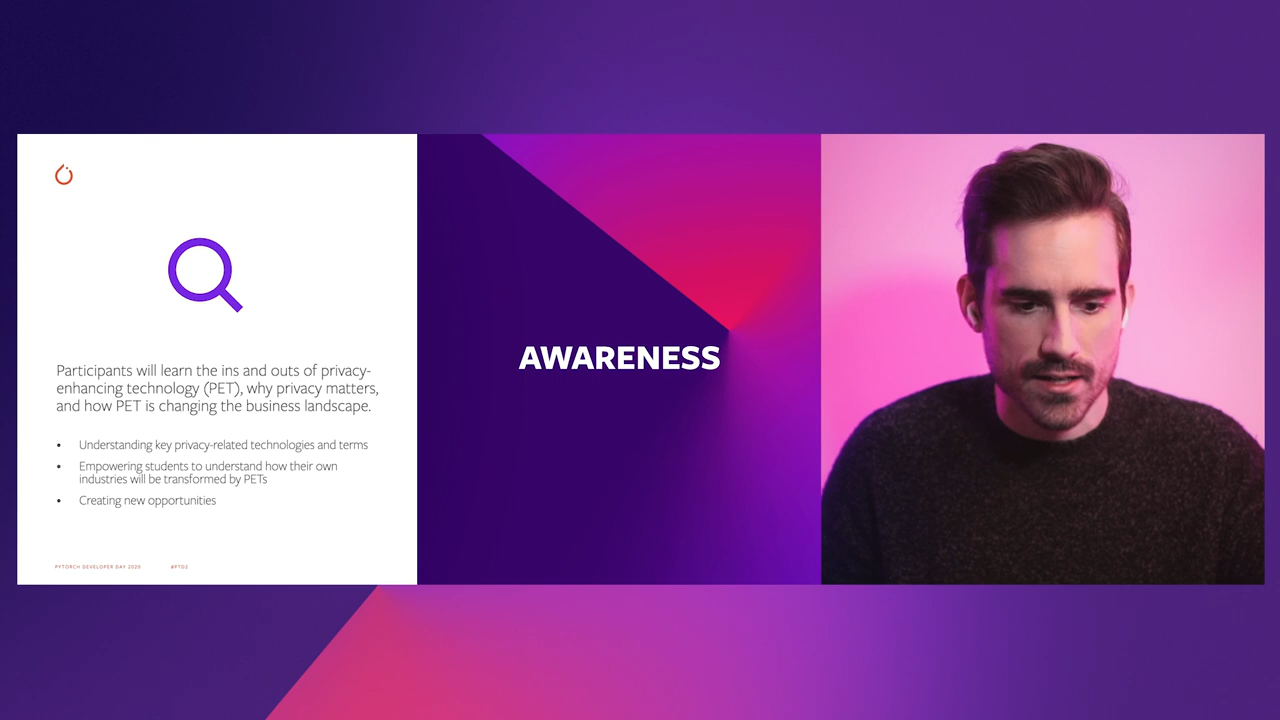 Participants will learn the ins and outs of privacy-
enhancing technology (PET), why privacy matters,
and how PET is changing the business landscape.
• Understanding key privacy-related technologies and terms
• Empowering students to understand how their own
industries will be transformed by PETs
• Creating new opportunities
PYTORCH DEVELOPER DAY 2020 #PTD2
AWARENESS